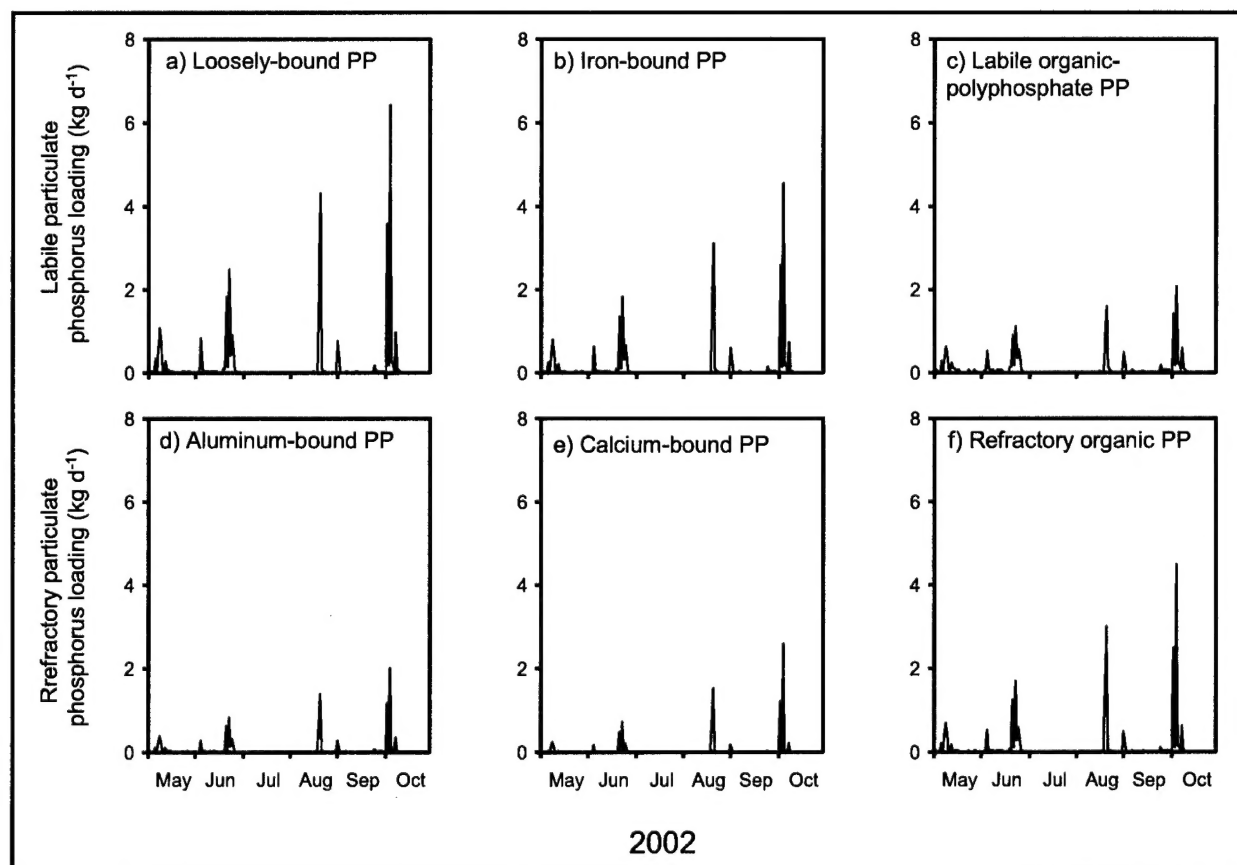 Labile particulate
phosphorus loading (kg d⁻¹)
8
6
4
2
0
a) Loosely-bound PP
8
6
4
2
0
b) Iron-bound PP
8
6
4
2
0
c) Labile organic-
polyphosphate PP
Rrefractory particulate
phosphorus loading (kg d⁻¹)
8
6
4
2
0
d) Aluminum-bound PP
May Jun Jul Aug Sep Oct
8
6
4
2
0
e) Calcium-bound PP
May Jun Jul Aug Sep Oct
8
6
4
2
0
f) Refractory organic PP
May Jun Jul Aug Sep Oct
2002